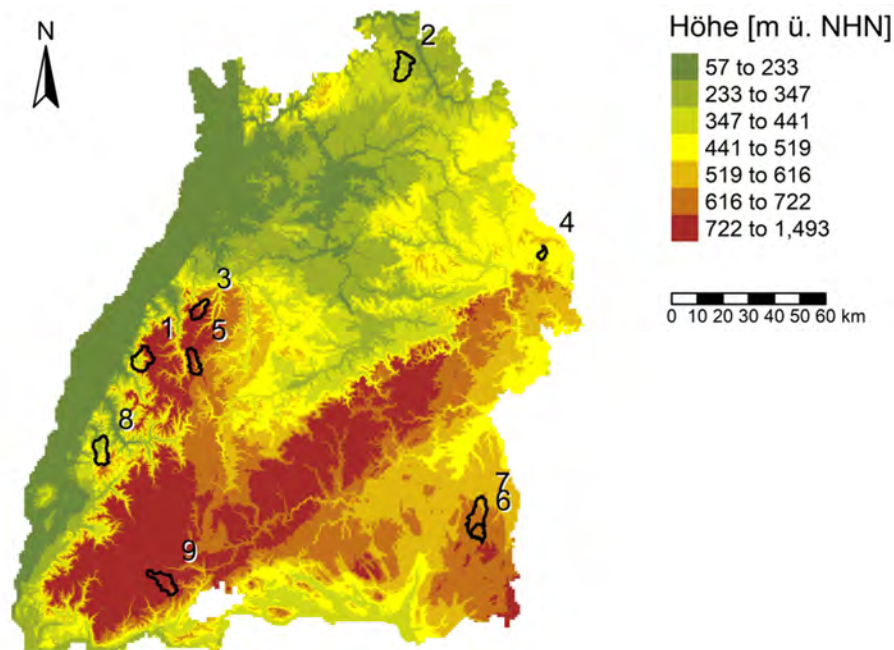 N
2
4
3
1
5
8
7
6
9
Höhe [m ü. NHN]
57 to 233
233 to 347
347 to 441
441 to 519
519 to 616
616 to 722
722 to 1,493
0 10 20 30 40 50 60 km